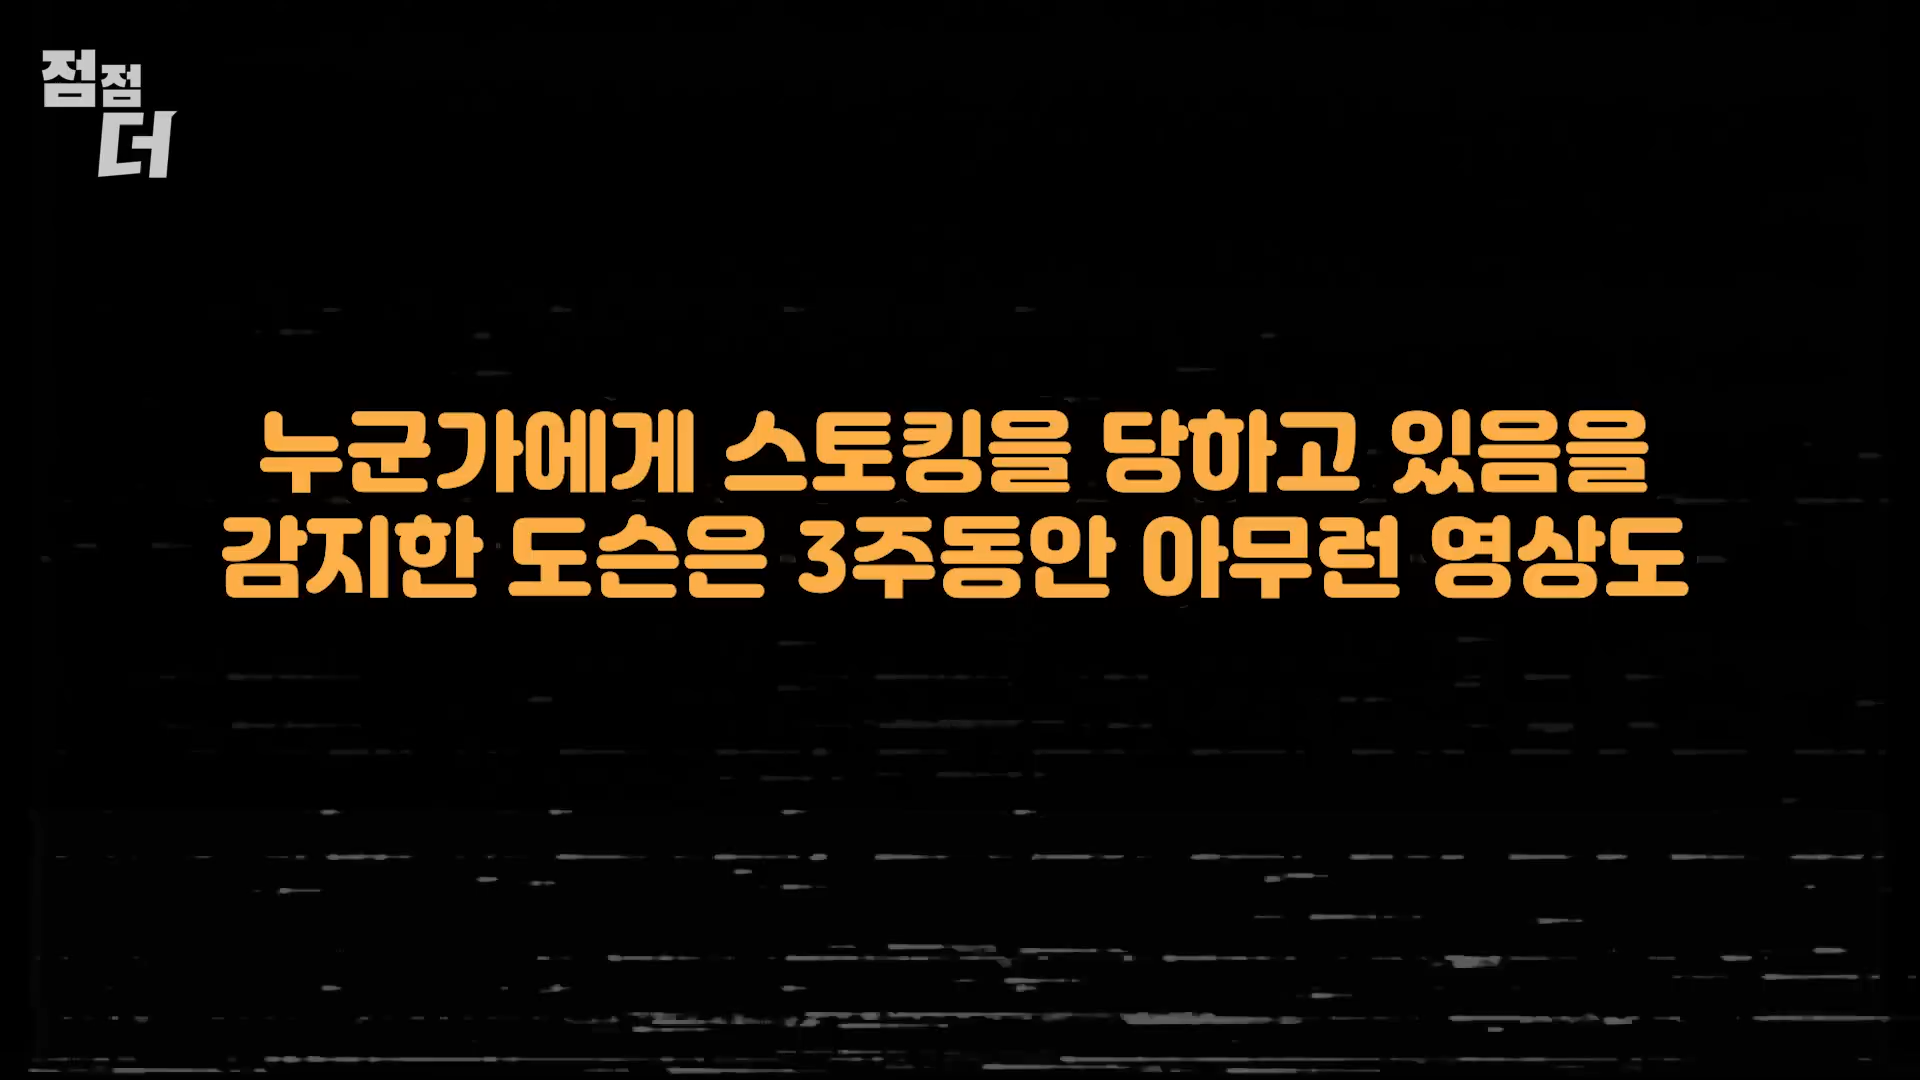 점점
더
누군가에게 스토킹을 당하고 있음을
감지한 도슨은 3주동안 아무런 영상도